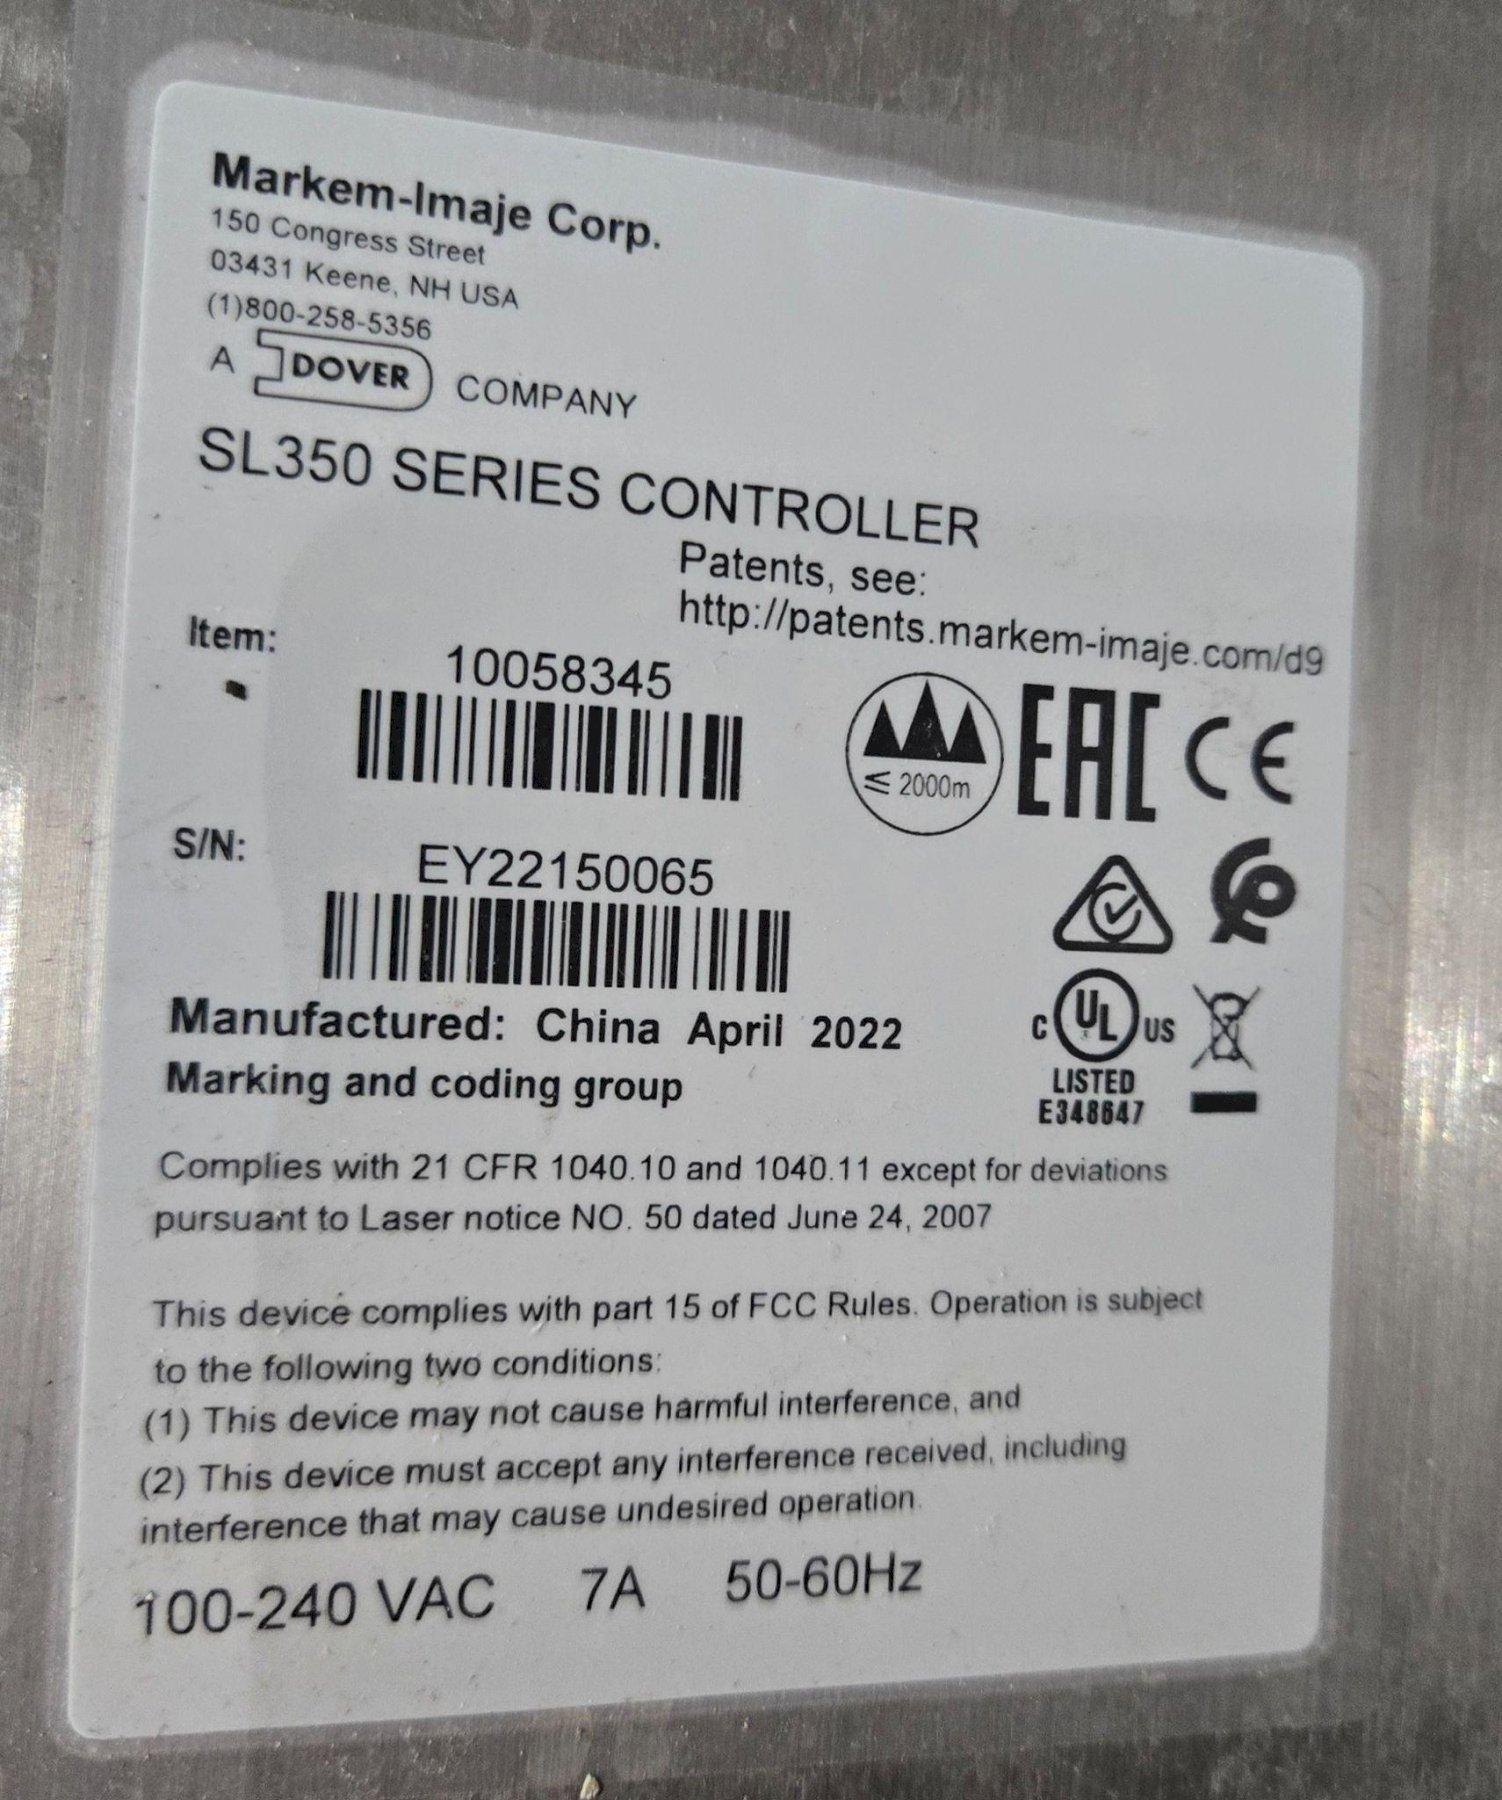 Markem-Imaje Corp.
150 Congress Street
03431 Keene, NH USA
(1)800-258-5356
A DOVER COMPANY
SL350 SERIES CONTROLLER
Patents, see:
http://patents.markem-imaje.com/d9
Item:
10058345
≤ 2000m
EAC CE
S/N:
EY22150065
Manufactured: China April 2022
Marking and coding group
C UL US
LISTED
E348647
Complies with 21 CFR 1040.10 and 1040.11 except for deviations
pursuant to Laser notice NO. 50 dated June 24, 2007
This device complies with part 15 of FCC Rules. Operation is subject
to the following two conditions:
(1) This device may not cause harmful interference, and
(2) This device must accept any interference received, including
interference that may cause undesired operation.
100-240 VAC 7A 50-60Hz